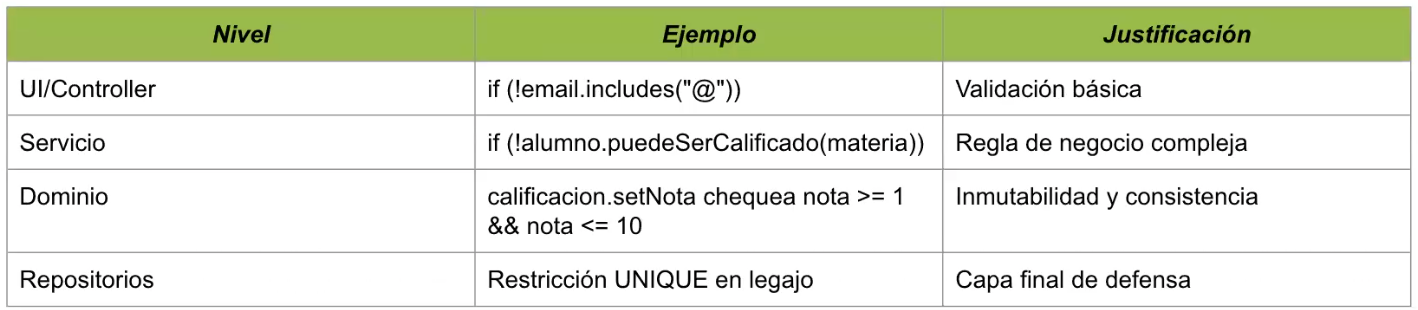 Nivel Ejemplo Justificación
UI/Controller if (!email.includes("@")) Validación básica
Servicio if (!alumno.puedeSerCalificado(materia)) Regla de negocio compleja
Dominio calificacion.setNota chequea nota >= 1 Inmutabilidad y consistencia
&& nota <= 10
Repositorios Restricción UNIQUE en legajo Capa final de defensa